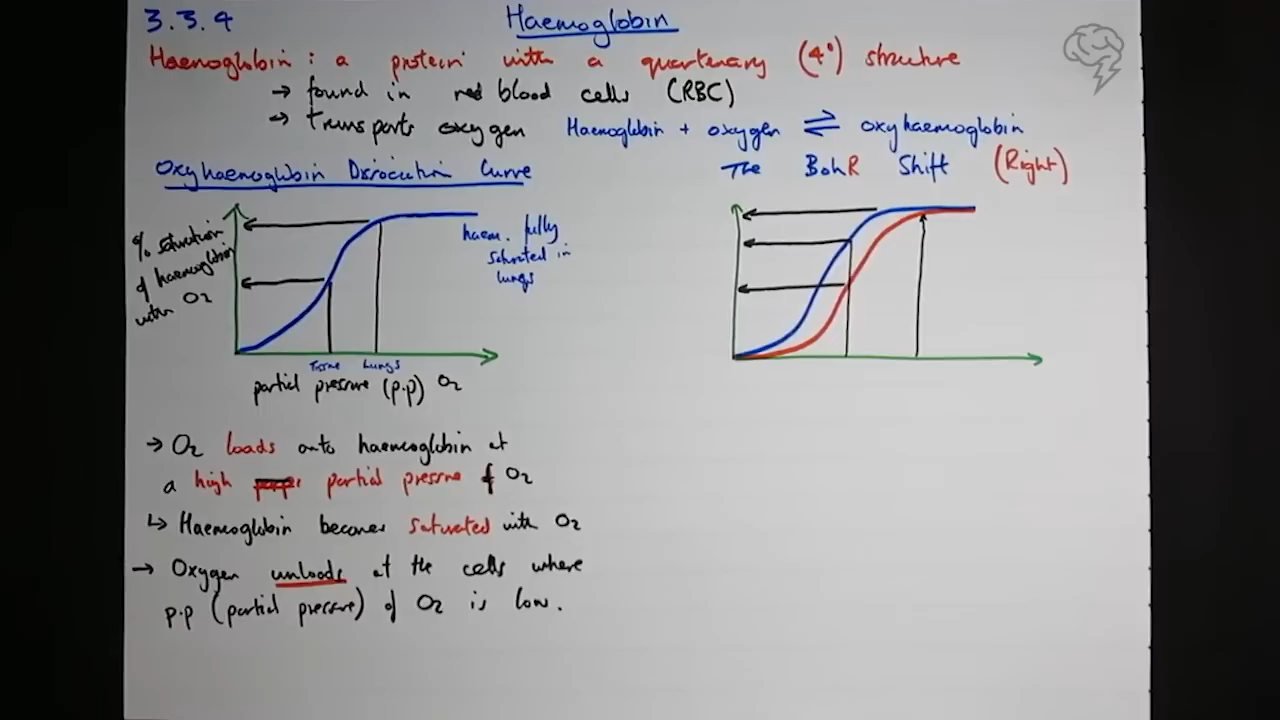 3.3.4 Haemoglobin
Haemoglobin : a protein with a quartenary (4°) structure
→ found in red blood cells (RBC)
→ transports oxygen Haemoglobin + oxygen ⇌ oxyhaemoglobin
Oxyhaemoglobin Dissociation Curve
The BohR Shift (Right)
% saturation
of haemoglobin
with O2
haem. fully
saturated in
lungs
Tissue Lungs
partial pressure (p.p) O2
→ O2 loads onto haemoglobin at
a high partial pressure of O2
↳ Haemoglobin becomes saturated with O2
→ Oxygen unloads at the cells where
p.p (partial pressure) of O2 is low.